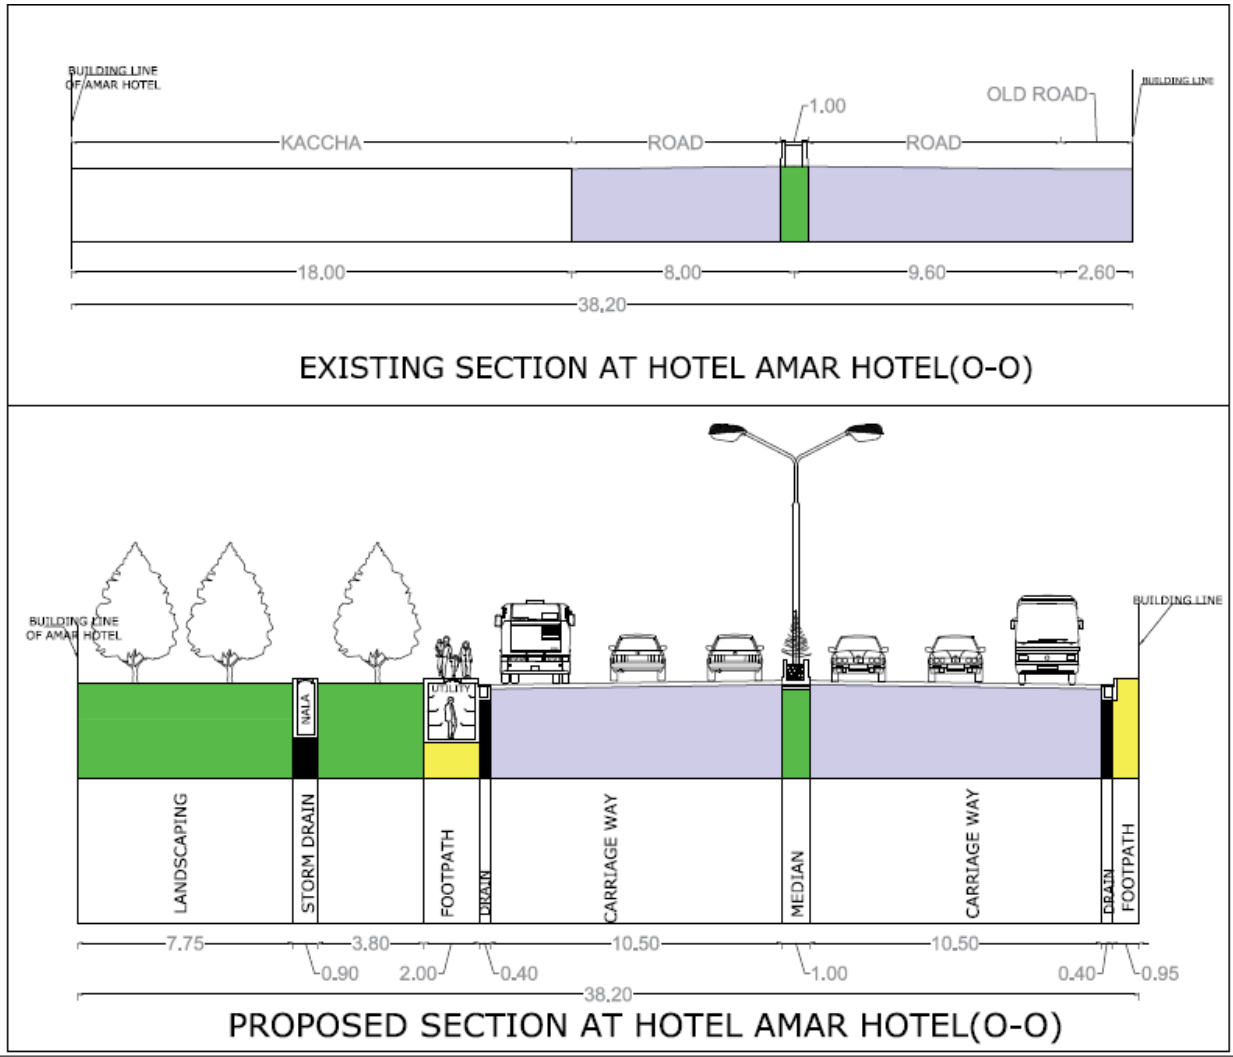 BUILDING LINE
OF AMAR HOTEL
BUILDING LINE
OLD ROAD
1.00
KACCHA
ROAD
ROAD
18.00
8.00
9.60
2.60
38.20
EXISTING SECTION AT HOTEL AMAR HOTEL(O-O)
BUILDING LINE
OF AMAR HOTEL
BUILDING LINE
NALA
UTILITY
LANDSCAPING
STORM DRAIN
FOOTPATH
DRAIN
CARRIAGE WAY
MEDIAN
CARRIAGE WAY
DRAIN
FOOTPATH
7.75
3.80
10.50
10.50
0.90
2.00
0.40
1.00
0.40
0.95
38.20
PROPOSED SECTION AT HOTEL AMAR HOTEL(O-O)